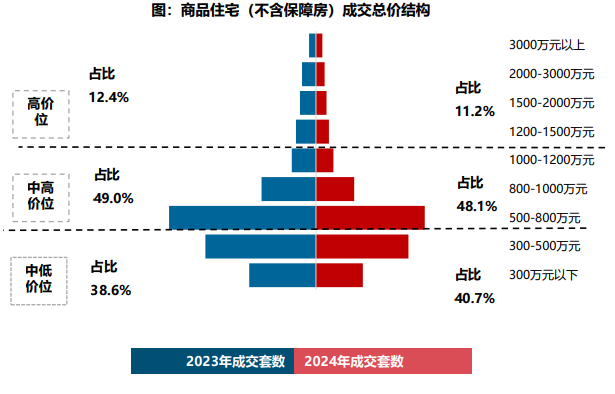 图：商品住宅（不含保障房）成交总价结构
3000万元以上
占比
12.4%
2000-3000万元
占比
11.2%
高价
位
1500-2000万元
1200-1500万元
1000-1200万元
占比
49.0%
中高
价位
占比
48.1%
800-1000万元
500-800万元
300-500万元
占比
38.6%
中低
价位
占比
40.7%
300万元以下
2023年成交套数
2024年成交套数